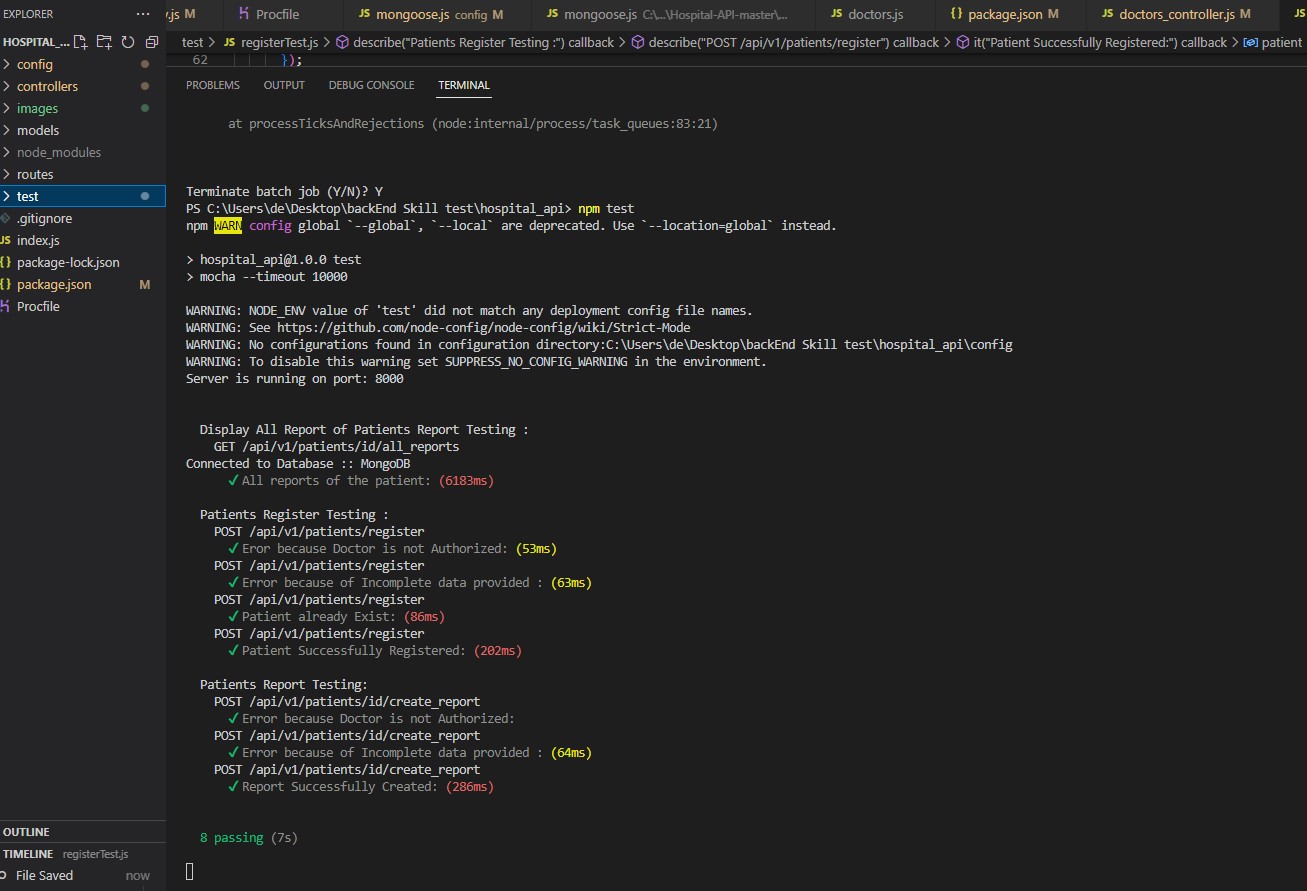 EXPLORER ···
.js M Procfile JS mongoose.js config M JS mongoose.js C:\...\Hospital-API-master\... JS doctors.js {} package.json M JS doctors_controller.js M JS
HOSPITAL_...
test > JS registerTest.js > describe("Patients Register Testing :") callback > describe("POST /api/v1/patients/register") callback > it("Patient Successfully Registered:") callback > patient
62 });
> config
> controllers
> images
> models
> node_modules
> routes
> test
.gitignore
JS index.js
{} package-lock.json
{} package.json M
Procfile
OUTLINE
TIMELINE registerTest.js
File Saved now
PROBLEMS OUTPUT DEBUG CONSOLE TERMINAL
at processTicksAndRejections (node:internal/process/task_queues:83:21)
Terminate batch job (Y/N)? Y
PS C:\Users\de\Desktop\backEnd Skill test\hospital_api> npm test
npm WARN config global `--global`, `--local` are deprecated. Use `--location=global` instead.
> hospital_api@1.0.0 test
> mocha --timeout 10000
WARNING: NODE_ENV value of 'test' did not match any deployment config file names.
WARNING: See https://github.com/node-config/node-config/wiki/Strict-Mode
WARNING: No configurations found in configuration directory:C:\Users\de\Desktop\backEnd Skill test\hospital_api\config
WARNING: To disable this warning set SUPPRESS_NO_CONFIG_WARNING in the environment.
Server is running on port: 8000
Display All Report of Patients Report Testing :
GET /api/v1/patients/id/all_reports
Connected to Database :: MongoDB
✓ All reports of the patient: (6183ms)
Patients Register Testing :
POST /api/v1/patients/register
✓ Eror because Doctor is not Authorized: (53ms)
POST /api/v1/patients/register
✓ Error because of Incomplete data provided : (63ms)
POST /api/v1/patients/register
✓ Patient already Exist: (86ms)
POST /api/v1/patients/register
✓ Patient Successfully Registered: (202ms)
Patients Report Testing:
POST /api/v1/patients/id/create_report
✓ Error because Doctor is not Authorized:
POST /api/v1/patients/id/create_report
✓ Error because of Incomplete data provided : (64ms)
POST /api/v1/patients/id/create_report
✓ Report Successfully Created: (286ms)
8 passing (7s)